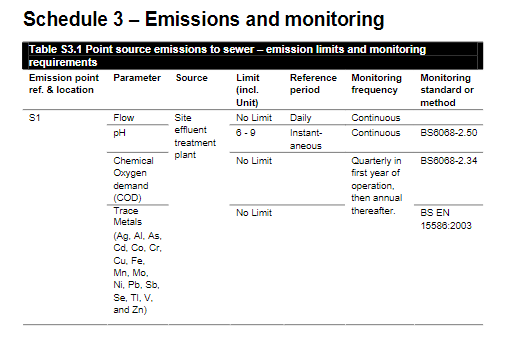 Schedule 3 – Emissions and monitoring
Table S3.1 Point source emissions to sewer – emission limits and monitoring
requirements
Emission point
ref. & location
Parameter
Source
Limit
(incl.
Unit)
Reference
period
Monitoring
frequency
Monitoring
standard or
method
S1
Flow
Site
effluent
treatment
plant
No Limit
Daily
Continuous
pH
6 - 9
Instant-
aneous
Continuous
BS6068-2.50
Chemical
Oxygen
demand
(COD)
No Limit
Quarterly in
first year of
operation,
then annual
thereafter.
BS6068-2.34
Trace
Metals
(Ag, Al, As,
Cd, Co, Cr,
Cu, Fe,
Mn, Mo,
Ni, Pb, Sb,
Se, Tl, V,
and Zn)
No Limit
BS EN
15586:2003